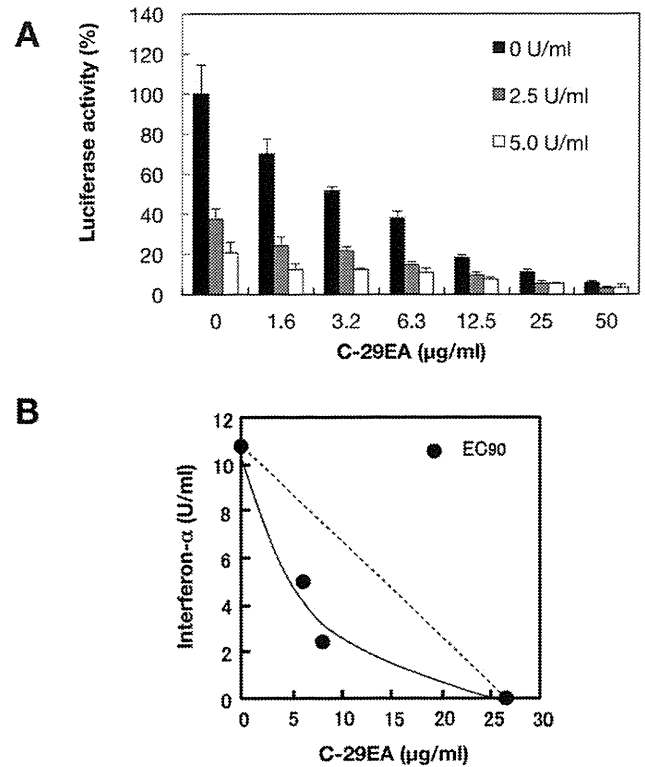 A
Luciferase activity (%)
140
120
100
80
60
40
20
0
0 U/ml
2.5 U/ml
5.0 U/ml
0 1.6 3.2 6.3 12.5 25 50
C-29EA (µg/ml)
B
Interferon-α (U/ml)
12
10
8
6
4
2
0
EC90
0 5 10 15 20 25 30
C-29EA (µg/ml)